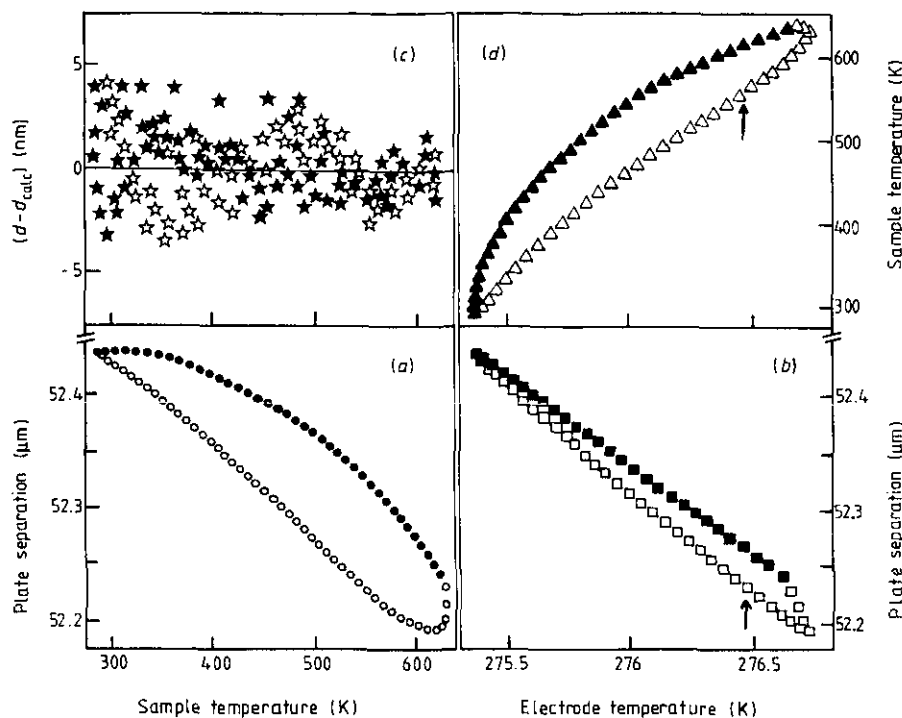 (c)
(d)
5
0
-5
(d-dcalc) (nm)
600
500
400
300
Sample temperature (K)
(a)
(b)
52.4
52.3
52.2
Plate separation (μm)
52.4
52.3
52.2
Plate separation (μm)
300 400 500 600
275.5 276 276.5
Sample temperature (K)
Electrode temperature (K)